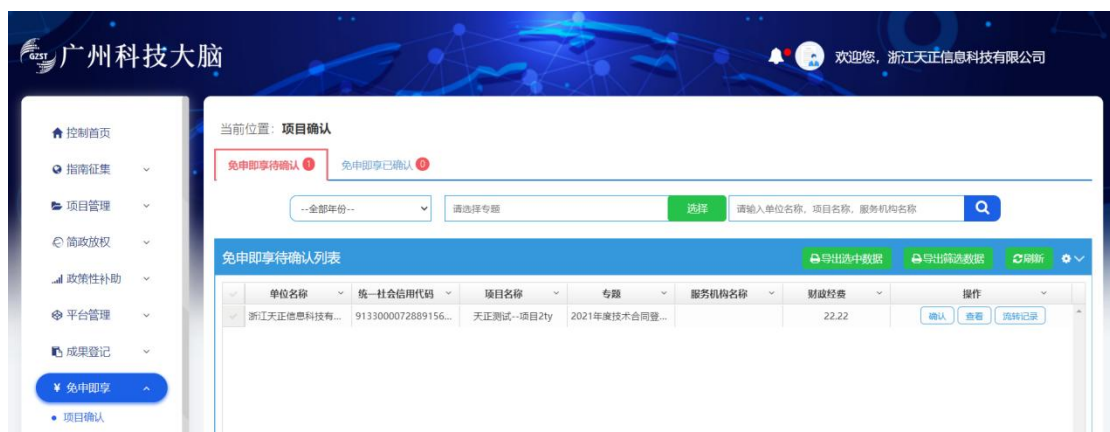 GZST 广州科技大脑
欢迎您，浙江天正信息科技有限公司
控制首页
指南征集
项目管理
简政放权
政策性补助
平台管理
成果登记
免申即享
项目确认
当前位置：项目确认
免申即享待确认 1 免申即享已确认 0
--全部年份-- 请选择专题 选择 请输入单位名称，项目名称，服务机构名称
免申即享待确认列表 导出选中数据 导出筛选数据 刷新
单位名称 统一社会信用代码 项目名称 专题 服务机构名称 财政经费 操作
浙江天正信息科技有... 9133000072889156... 天正测试--项目2ty 2021年度技术合同登... 22.22 确认 查看 流转记录